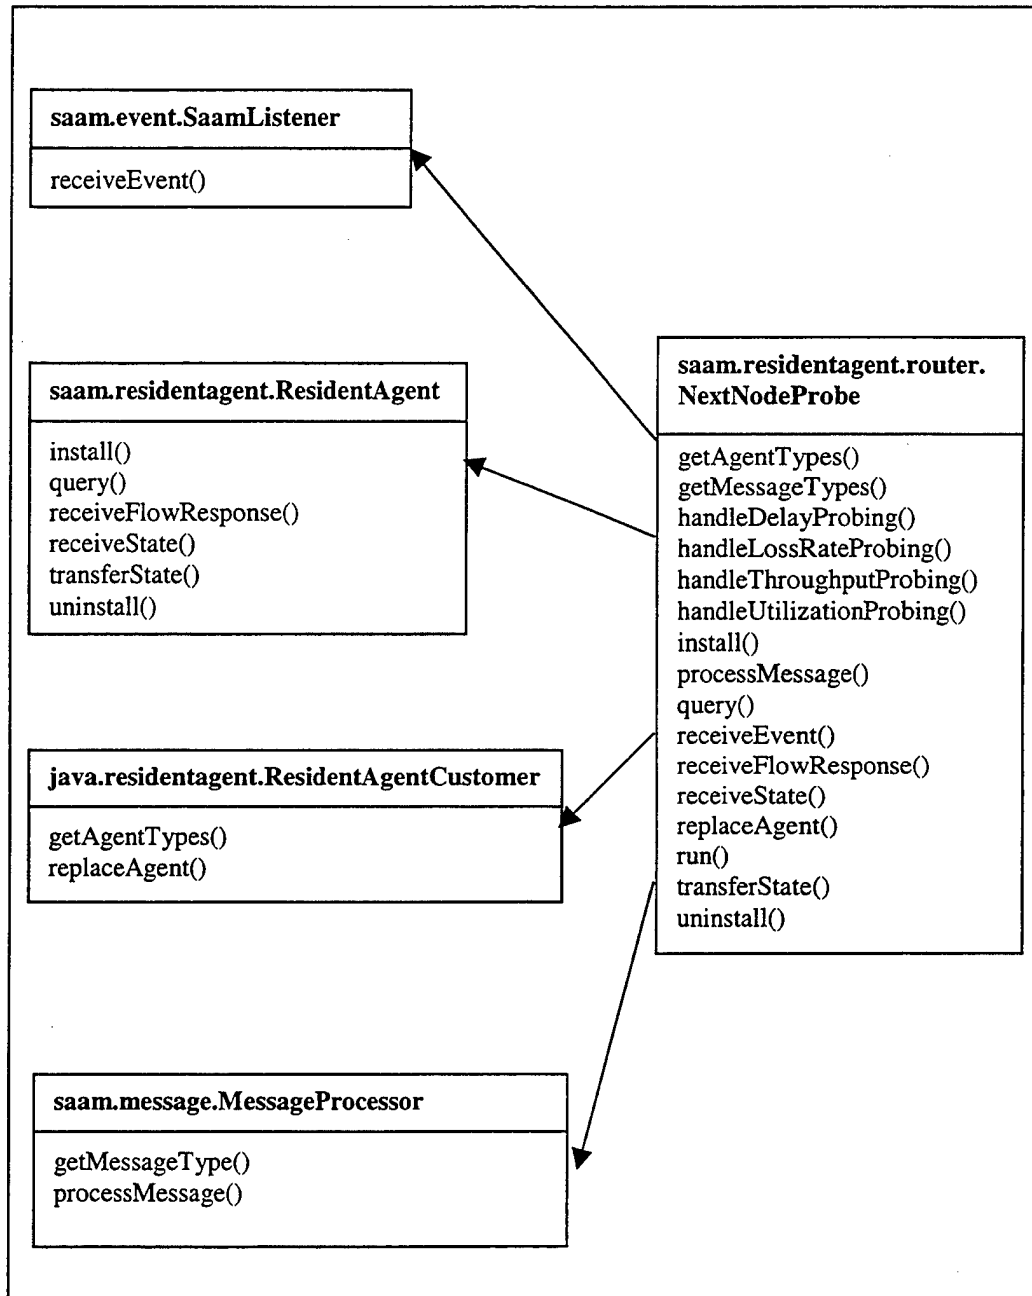 saam.event.SaamListener
receiveEvent()
saam.residentagent.ResidentAgent
install()
query()
receiveFlowResponse()
receiveState()
transferState()
uninstall()
java.residentagent.ResidentAgentCustomer
getAgentTypes()
replaceAgent()
saam.message.MessageProcessor
getMessageType()
processMessage()
saam.residentagent.router.
NextNodeProbe
getAgentTypes()
getMessageTypes()
handleDelayProbing()
handleLossRateProbing()
handleThroughputProbing()
handleUtilizationProbing()
install()
processMessage()
query()
receiveEvent()
receiveFlowResponse()
receiveState()
replaceAgent()
run()
transferState()
uninstall()